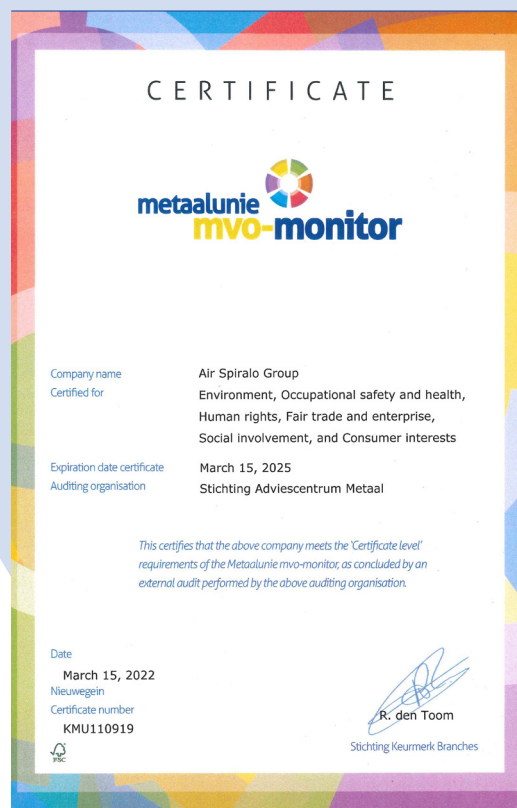 CERTIFICATE
metaalunie
mvo-monitor
Company name Air Spiralo Group
Certified for Environment, Occupational safety and health,
Human rights, Fair trade and enterprise,
Social involvement, and Consumer interests
Expiration date certificate March 15, 2025
Auditing organisation Stichting Adviescentrum Metaal
This certifies that the above company meets the 'Certificate level'
requirements of the Metaalunie mvo-monitor, as concluded by an
external audit performed by the above auditing organisation.
Date
March 15, 2022
Nieuwegein
Certificate number
KMU110919
R. den Toom
Stichting Keurmerk Branches
FSC